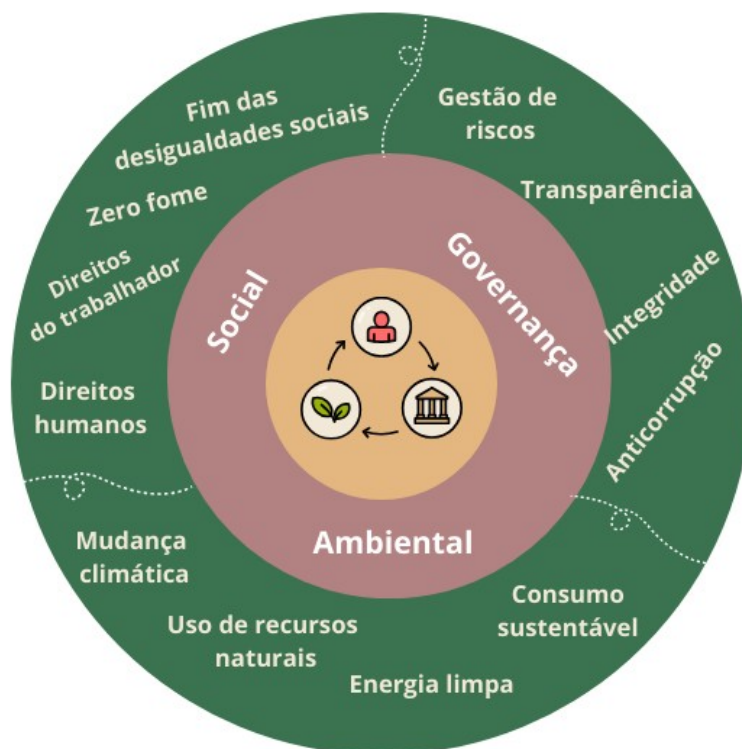 Fim das
desigualdades sociais
Zero fome
Direitos
do trabalhador
Direitos
humanos
Gestão de
riscos
Transparência
Integridade
Anticorrupção
Social
Governança
Ambiental
Mudança
climática
Uso de recursos
naturais
Energia limpa
Consumo
sustentável